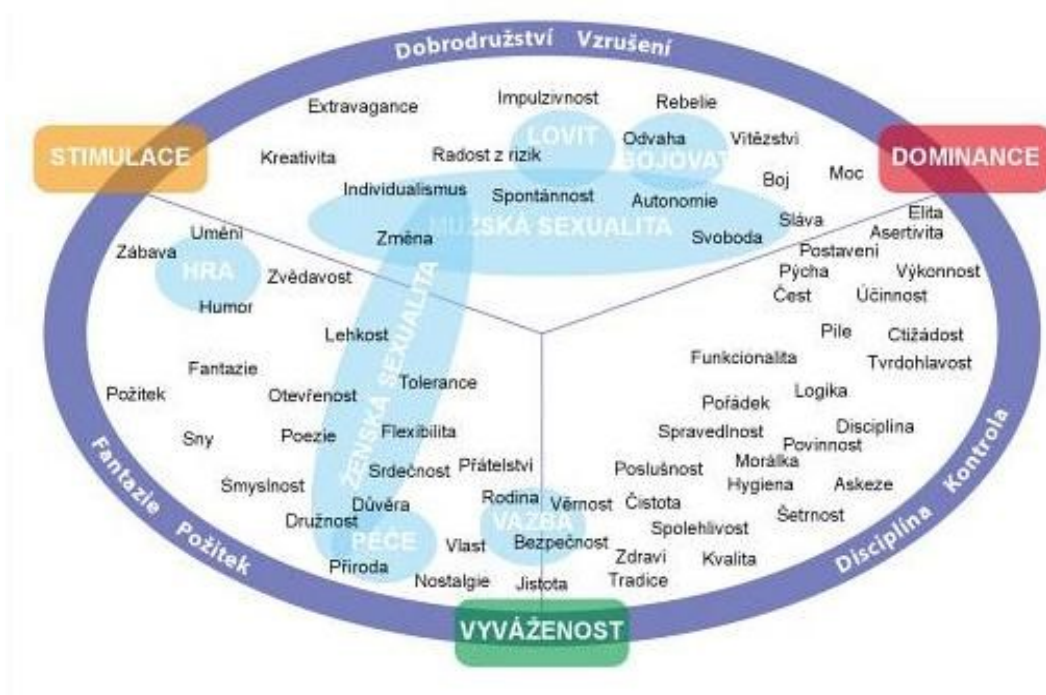 Dobrodružství Vzrušení
Extravagance
Impulzivnost
Rebelie
LOVIT
Odvaha
Vítězství
BOJOVAT
STIMULACE
Kreativita
Radost z rizik
DOMINANCE
Boj
Moc
Individualismus
Spontánnost
Autonomie
MUŽSKÁ SEXUALITA
Sláva
Elita
Asertivita
Umění
Zábava
Změna
Svoboda
Postavení
HRA
Zvědavost
Pýcha
Výkonnost
Čest
Účinnost
Humor
Lehkost
Píle
Ctižádost
Funkcionalita
Tvrdohlavost
Fantazie
ŽENSKÁ SEXUALITA
Tolerance
Požitek
Otevřenost
Logika
Pořádek
Sny
Poezie
Flexibilita
Spravedlnost
Disciplína
Povinnost
Srdečnost
Přátelství
Poslušnost
Morálka
Smyslnost
Hygiena
Askeze
Důvěra
Rodina
Věrnost
Čistota
Družnost
VAZBA
Spolehlivost
Šetrnost
PÉČE
Vlast
Bezpečnost
Příroda
Zdraví
Kvalita
Nostalgie
Jistota
Tradice
Fantazie Požitek
Disciplína Kontrola
VYVÁŽENOST